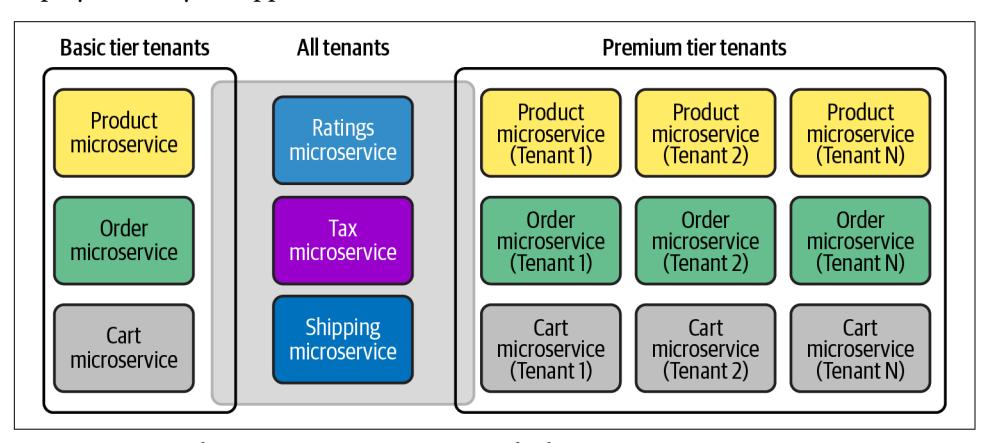 Basic tier tenants
All tenants
Premium tier tenants
Product
microservice
Order
microservice
Cart
microservice
Ratings
microservice
Tax
microservice
Shipping
microservice
Product
microservice
(Tenant 1)
Product
microservice
(Tenant 2)
Product
microservice
(Tenant N)
Order
microservice
(Tenant 1)
Order
microservice
(Tenant 2)
Order
microservice
(Tenant N)
Cart
microservice
(Tenant 1)
Cart
microservice
(Tenant 2)
Cart
microservice
(Tenant N)